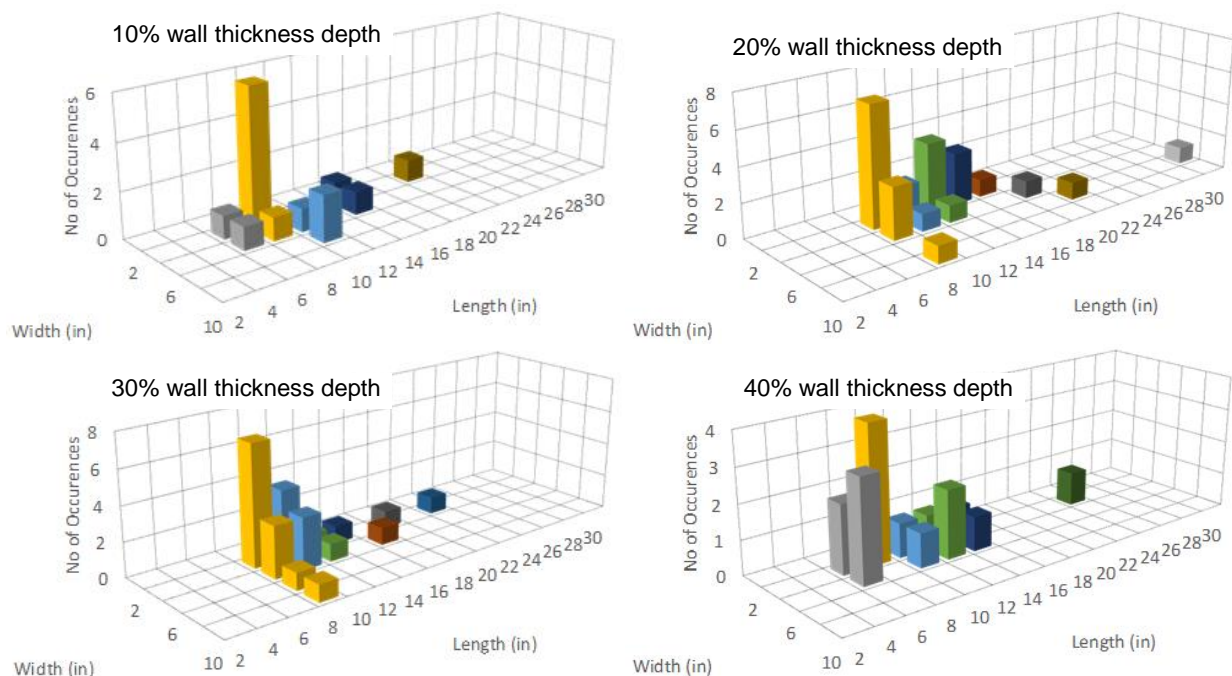 10% wall thickness depth
No of Occurences
6
4
2
0
2
6
10
Width (in)
2 4 6 8 10 12 14 16 18 20 22 24 26 28 30
Length (in)
20% wall thickness depth
No of Occurences
8
6
4
2
0
2
6
10
Width (in)
2 4 6 8 10 12 14 16 18 20 22 24 26 28 30
Length (in)
30% wall thickness depth
No of Occurences
8
6
4
2
0
2
6
10
Width (in)
2 4 6 8 10 12 14 16 18 20 22 24 26 28 30
Length (in)
40% wall thickness depth
No of Occurences
4
3
2
1
0
2
6
10
Width (in)
2 4 6 8 10 12 14 16 18 20 22 24 26 28 30
Length (in)